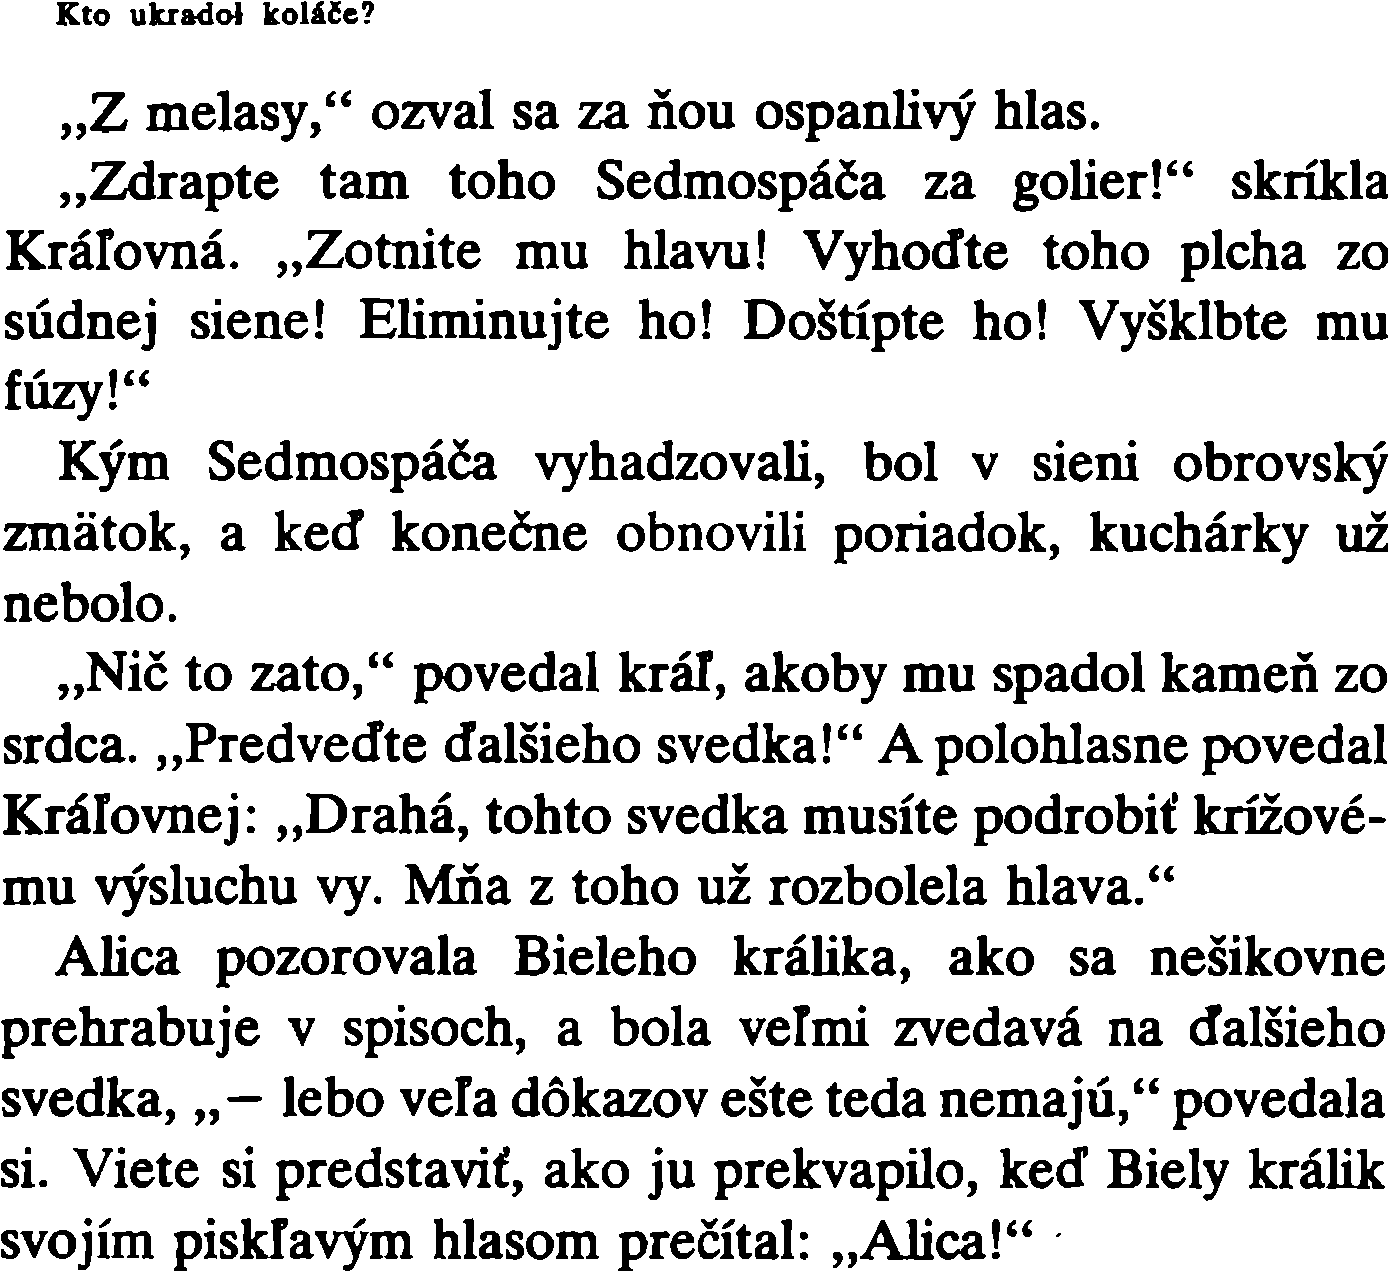 Kto ukradol koláče?
„Z melasy,“ ozval sa za ňou ospanlivý hlas.
„Zdrapte tam toho Sedmospáča za golier!“ skríkla
Kráľovná. „Zotnite mu hlavu! Vyhoďte toho plcha zo
súdnej siene! Eliminujte ho! Doštípte ho! Vyšklbte mu
fúzy!“
Kým Sedmospáča vyhadzovali, bol v sieni obrovský
zmätok, a keď konečne obnovili poriadok, kuchárky už
nebolo.
„Nič to zato,“ povedal kráľ, akoby mu spadol kameň zo
srdca. „Predveďte ďalšieho svedka!“ A polohlasne povedal
Kráľovnej: „Drahá, tohto svedka musíte podrobiť krížové-
mu výsluchu vy. Mňa z toho už rozbolela hlava.“
Alica pozorovala Bieleho králika, ako sa nešikovne
prehrabuje v spisoch, a bola veľmi zvedavá na ďalšieho
svedka, „— lebo veľa dôkazov ešte teda nemajú,“ povedala
si. Viete si predstaviť, ako ju prekvapilo, keď Biely králik
svojím piskľavým hlasom prečítal: „Alica!“